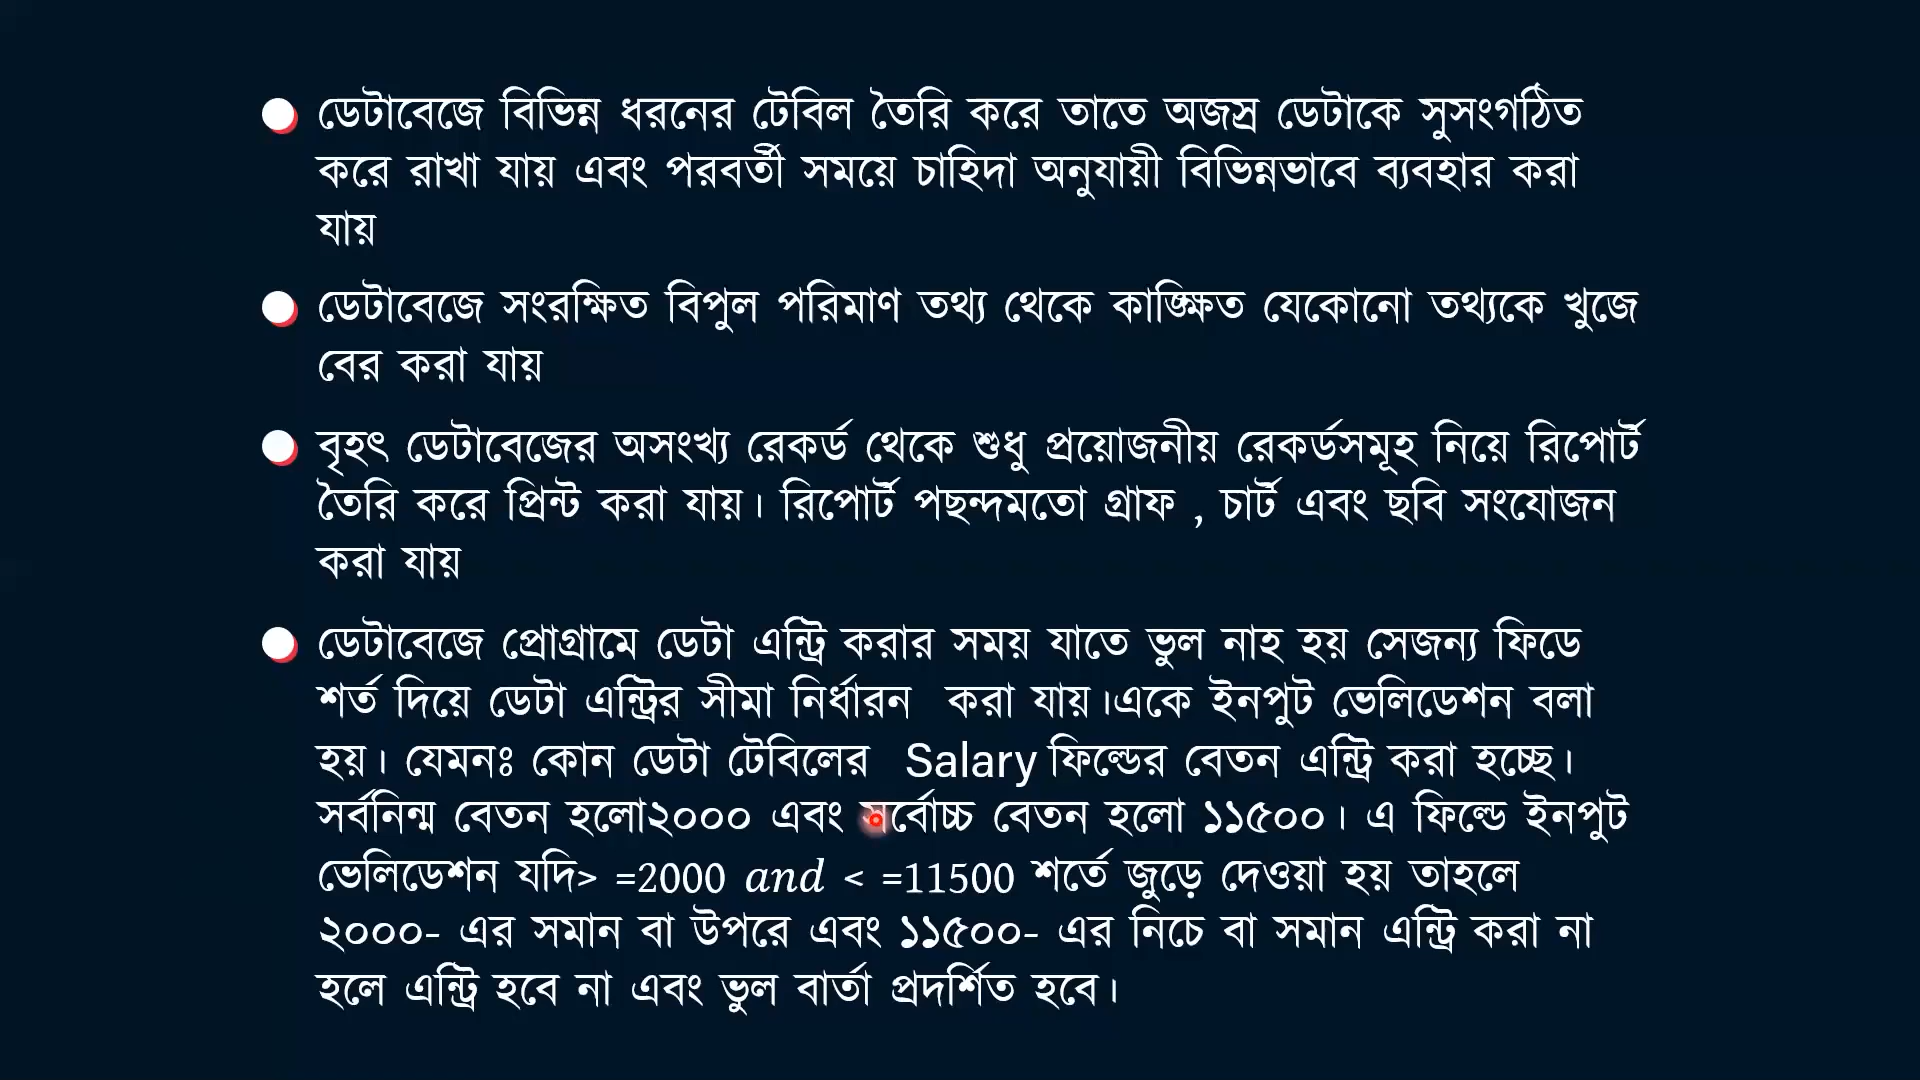 ডেটাবেজে বিভিন্ন ধরনের টেবিল তৈরি করে তাতে অজস্র ডেটাকে সুসংগঠিত
করে রাখা যায় এবং পরবর্তী সময়ে চাহিদা অনুযায়ী বিভিন্নভাবে ব্যবহার করা
যায়
ডেটাবেজে সংরক্ষিত বিপুল পরিমাণ তথ্য থেকে কাঙ্ক্ষিত যেকোনো তথ্যকে খুজে
বের করা যায়
বৃহৎ ডেটাবেজের অসংখ্য রেকর্ড থেকে শুধু প্রয়োজনীয় রেকর্ডসমূহ নিয়ে রিপোর্ট
তৈরি করে প্রিন্ট করা যায়। রিপোর্ট পছন্দমতো গ্রাফ , চার্ট এবং ছবি সংযোজন
করা যায়
ডেটাবেজে প্রোগ্রামে ডেটা এন্ট্রি করার সময় যাতে ভুল নাহ হয় সেজন্য ফিডে
শর্ত দিয়ে ডেটা এন্ট্রির সীমা নির্ধারন করা যায়।একে ইনপুট ভেলিডেশন বলা
হয়। যেমনঃ কোন ডেটা টেবিলের Salary ফিল্ডের বেতন এন্ট্রি করা হচ্ছে।
সর্বনিন্ম বেতন হলো২০০০ এবং সর্বোচ্চ বেতন হলো ১১৫০০। এ ফিল্ডে ইনপুট
ভেলিডেশন যদি> =2000 and < =11500 শর্তে জুড়ে দেওয়া হয় তাহলে
২০০০- এর সমান বা উপরে এবং ১১৫০০- এর নিচে বা সমান এন্ট্রি করা না
হলে এন্ট্রি হবে না এবং ভুল বার্তা প্রদর্শিত হবে।